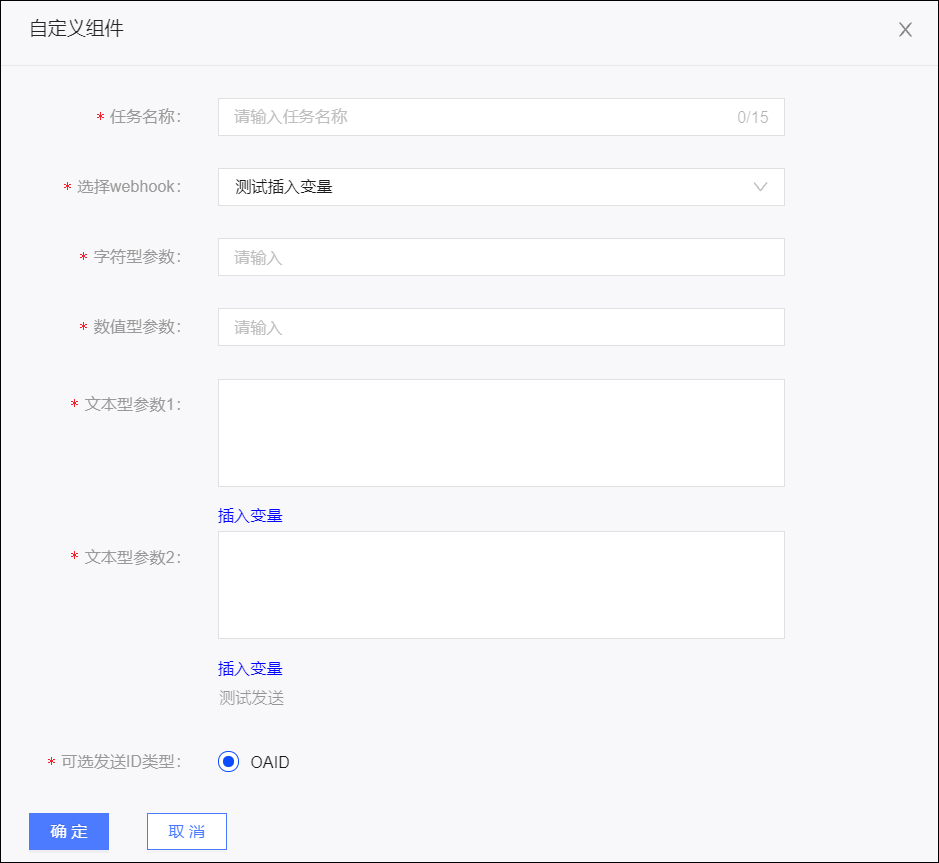 自定义组件
* 任务名称: 请输入任务名称 0/15
* 选择webhook: 测试插入变量
* 字符型参数: 请输入
* 数值型参数: 请输入
* 文本型参数1:
插入变量
* 文本型参数2:
插入变量
测试发送
* 可选发送ID类型: OAID
确 定 取 消